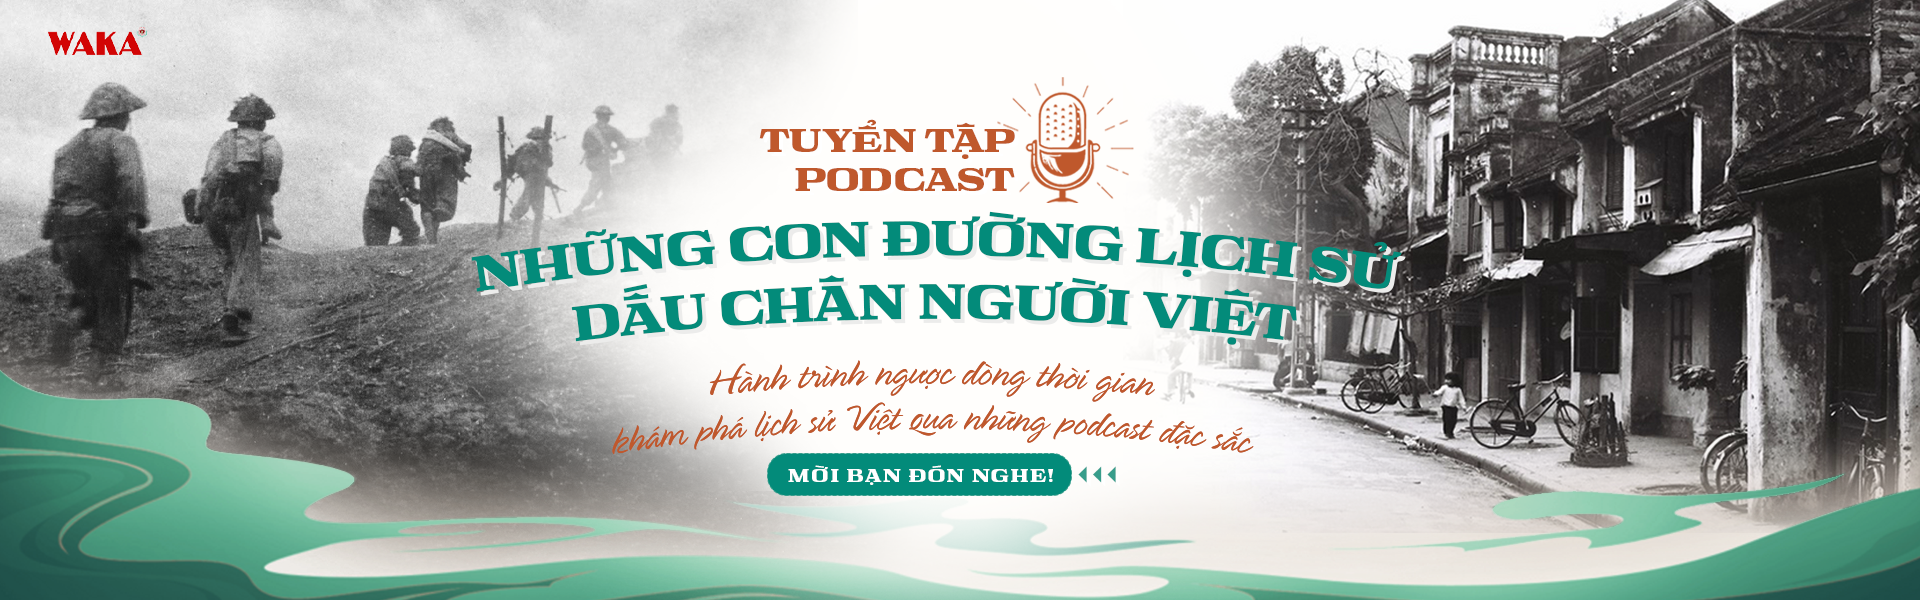 WAKA
TUYỂN TẬP
PODCAST
NHỮNG CON ĐƯỜNG LỊCH SỬ
DẤU CHÂN NGƯỜI VIỆT
Hành trình ngược dòng thời gian
khám phá lịch sử Việt qua những podcast đặc sắc
MỜI BẠN ĐÓN NGHE!